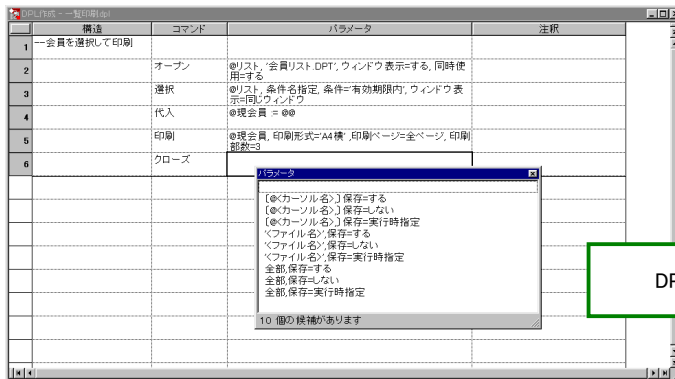 DPL作成 - 一覧印刷.dpl
構造 コマンド パラメータ 注釈
1 --会員を選択して印刷
2 オープン @リスト, '会員リスト.DPT', ウィンドウ表示=する, 同時使
用=する
3 選択 @リスト, 条件名指定, 条件='有効期限内', ウィンドウ表
示=同じウィンドウ
4 代入 @現会員 := @@
5 印刷 @現会員, 印刷形式='A4横' ,印刷ページ=全ページ, 印刷
部数=3
6 クローズ
パラメータ
[@<カーソル名>,] 保存=する
[@<カーソル名>,] 保存=しない
[@<カーソル名>,] 保存=実行時指定
'<ファイル名>',保存=する
'<ファイル名>',保存=しない
'<ファイル名>',保存=実行時指定
全部,保存=する
全部,保存=しない
全部,保存=実行時指定
10 個の候補があります
DP